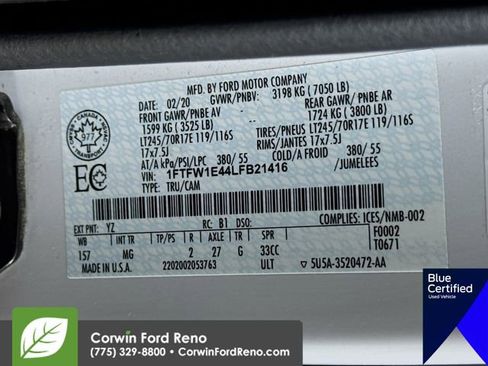 MFD. BY FORD MOTOR COMPANY
DATE: 02/20 GVWR/PNBV: 3198 KG ( 7050 LB)
FRONT GAWR/PNBE AV REAR GAWR/ PNBE AR
1599 KG ( 3525 LB) 1724 KG ( 3800 LB)
LT245/70R17E 119/116S TIRES/PNEUS LT245/70R17E 119/116S
17x7.5J RIMS/JANTES 17x7.5J
AT/A kPa/PSI/LPC 380/ 55 COLD/A FROID 380/ 55
VIN: 1FTFW1E44LFB21416
TYPE: TRU/CAM
CANADA
977
TRANSPORT
EC
EXT PNT: YZ RC: B1 DSO: COMPLIES: ICES/NMB-002
WB INT TR R AXLE TR SPR F0002
157 MG 2 27 G 33CC T0671
MADE IN U.S.A. 2202002053763 ULT ▽ 5U5A-3520472-AA
Blue
Certified
Used Vehicle
Corwin Ford Reno
(775) 329-8800 • CorwinFordReno.com